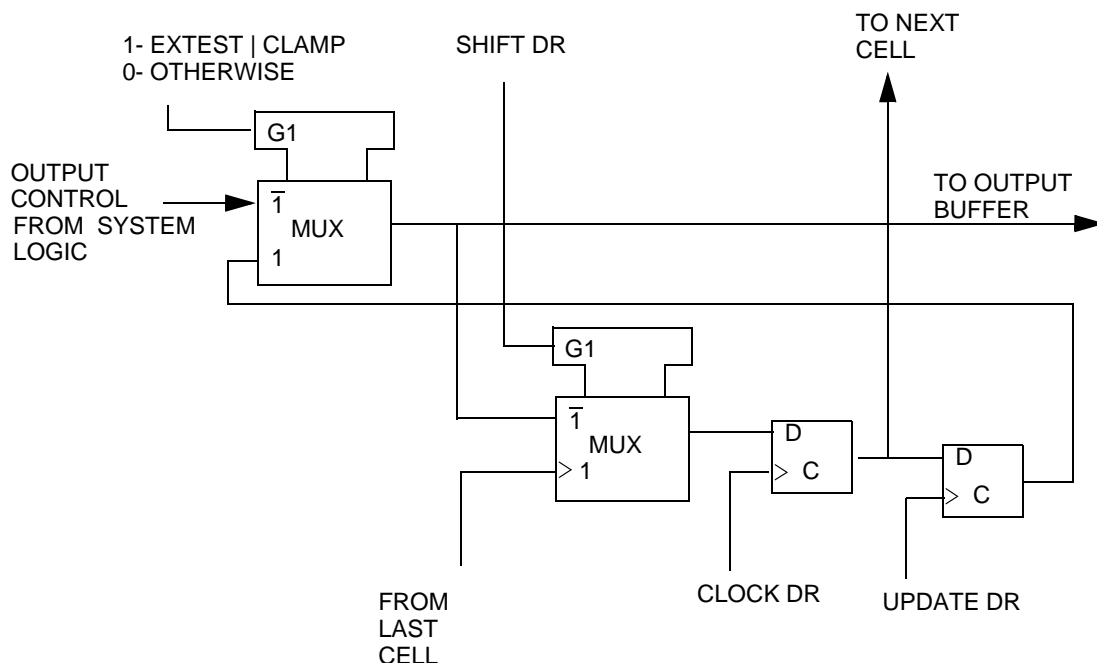 1- EXTEST | CLAMP
0- OTHERWISE
SHIFT DR
TO NEXT
CELL
G1
OUTPUT
CONTROL
FROM SYSTEM
LOGIC
1̅
MUX
1
TO OUTPUT
BUFFER
G1
1̅
MUX
1
D
C
D
C
FROM
LAST
CELL
CLOCK DR
UPDATE DR